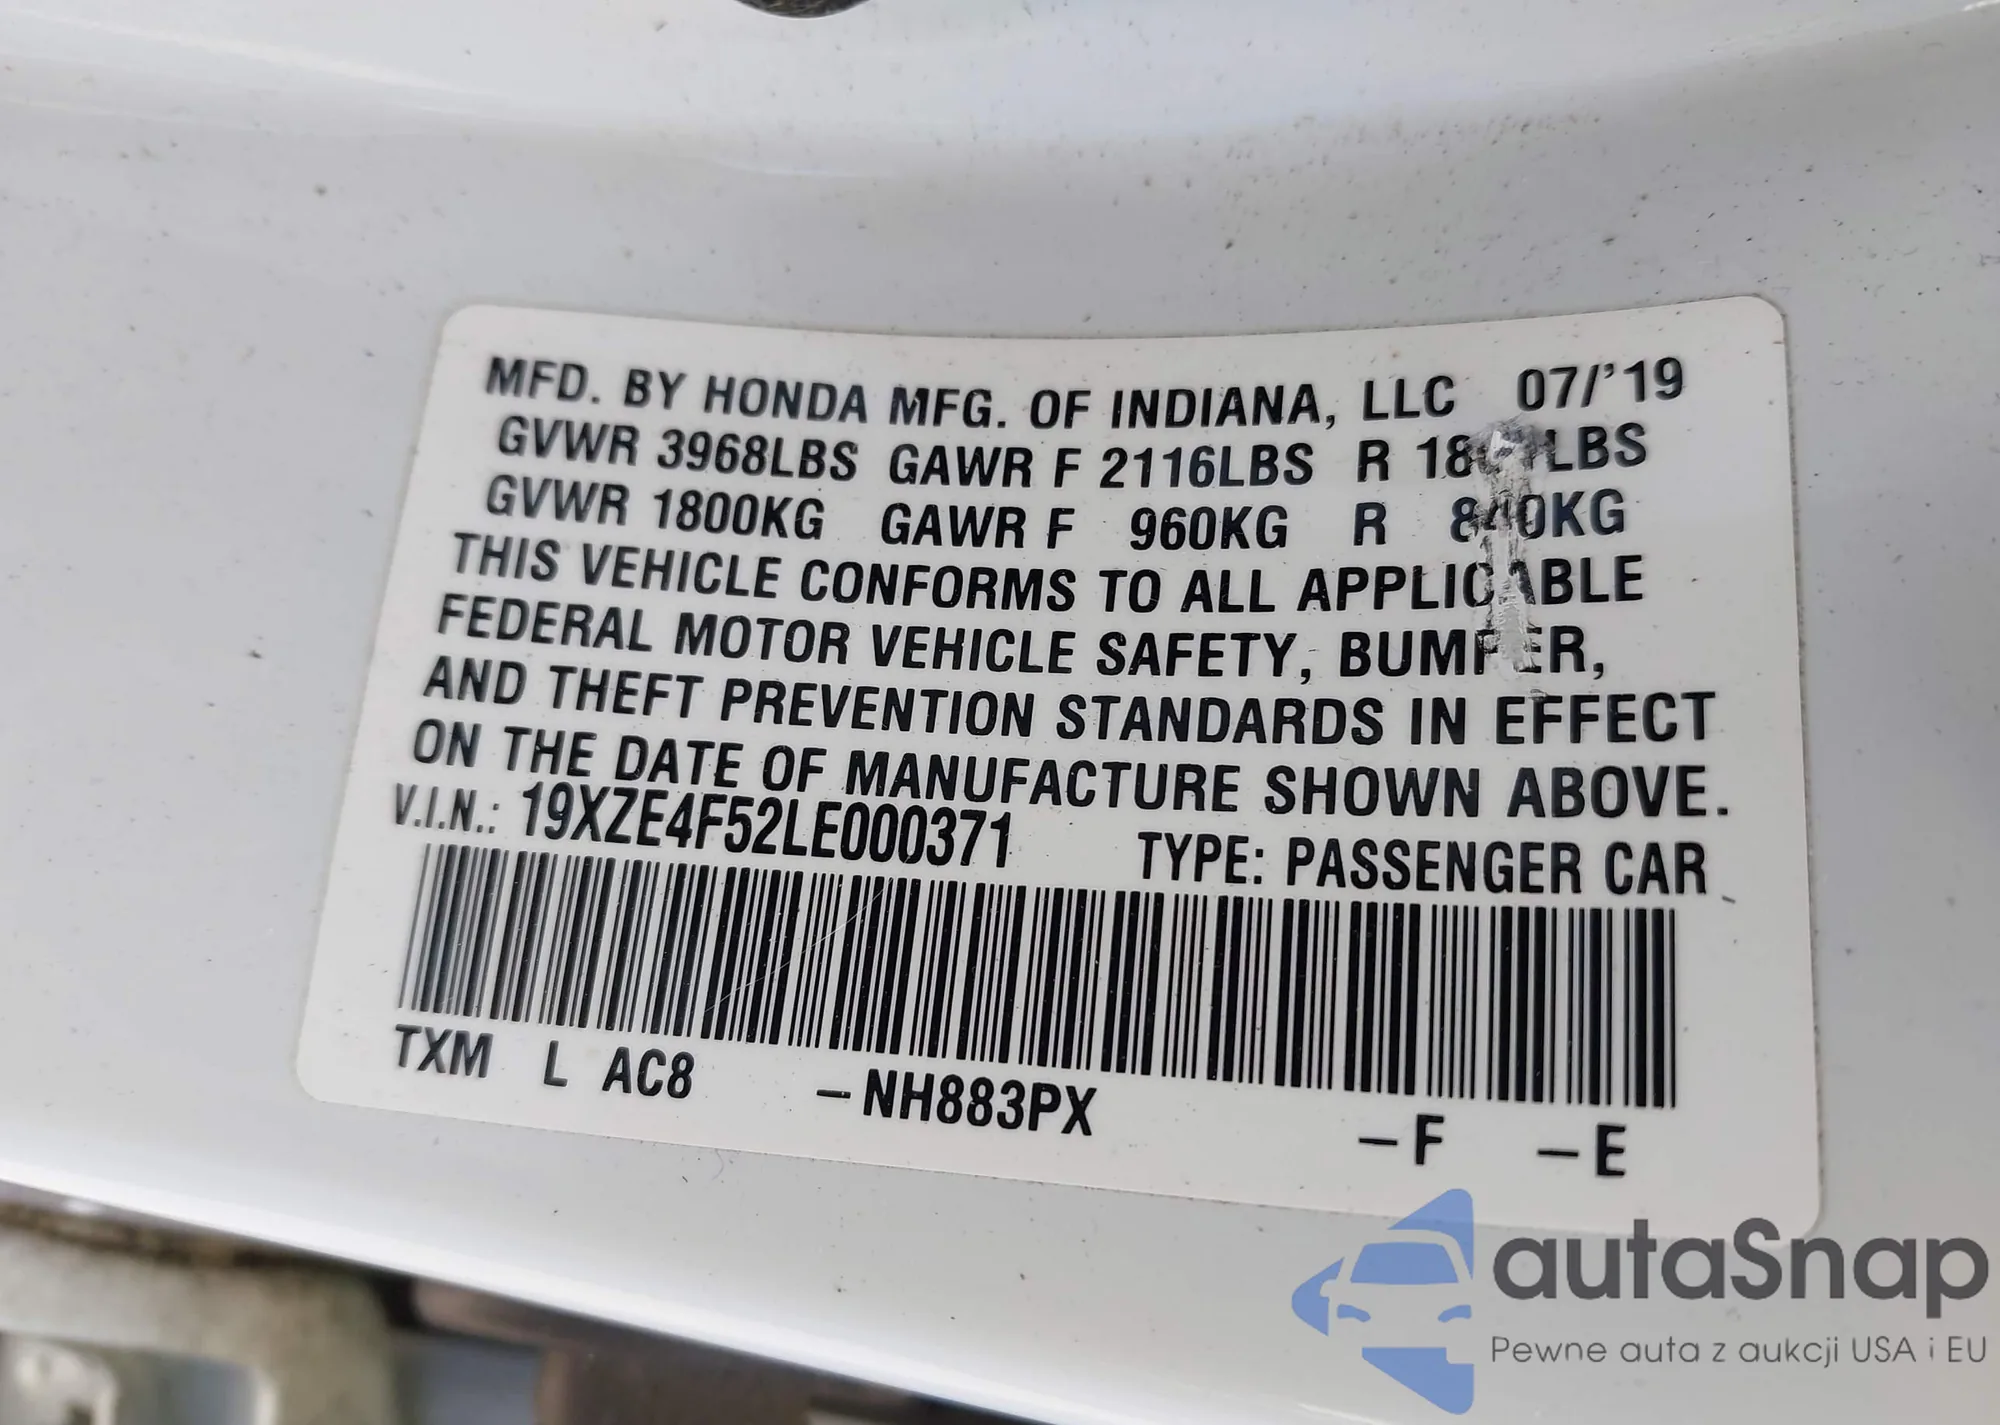 MFD. BY HONDA MFG. OF INDIANA, LLC 07/'19
GVWR 3968LBS GAWR F 2116LBS R
GVWR 1800KG GAWR F 960KG R 840KG
THIS VEHICLE CONFORMS TO ALL APPLICABLE
FEDERAL MOTOR VEHICLE SAFETY, BUMPER,
AND THEFT PREVENTION STANDARDS IN EFFECT
ON THE DATE OF MANUFACTURE SHOWN ABOVE.
V.I.N.: 19XZE4F52LE000371 TYPE: PASSENGER CAR
TXM L AC8 –NH883PX –F –E
autaSnap
Pewne auta z aukcji USA i EU